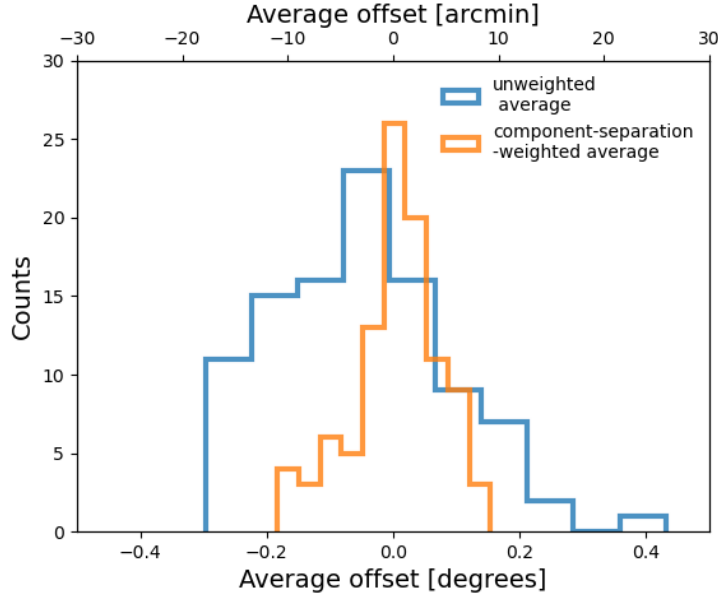 Average offset [arcmin]
−30 −20 −10 0 10 20 30
30
25
20
15
10
5
0
Counts
unweighted
average
component-separation
-weighted average
−0.4 −0.2 0.0 0.2 0.4
Average offset [degrees]